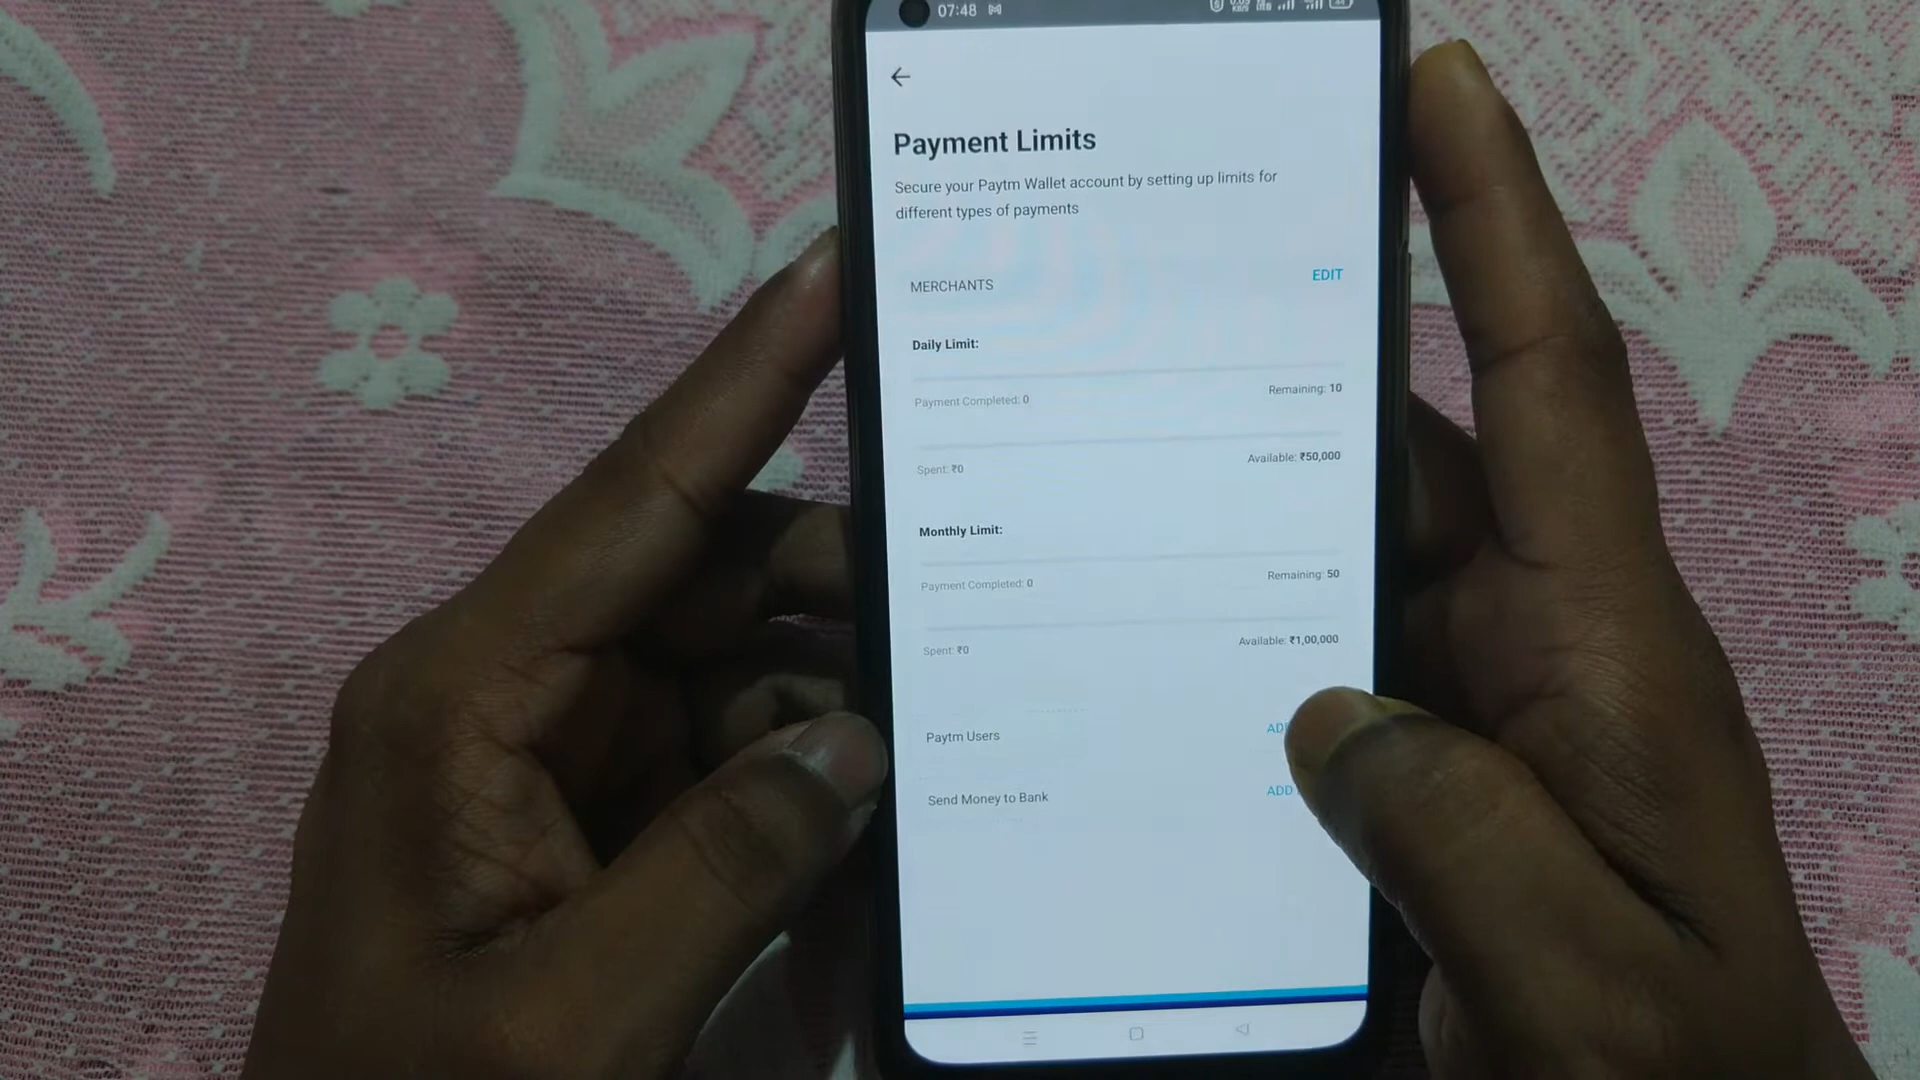 07:48
Payment Limits
Secure your Paytm Wallet account by setting up limits for
different types of payments
MERCHANTS EDIT
Daily Limit:
Payment Completed: 0 Remaining: 10
Spent: ₹0 Available: ₹50,000
Monthly Limit:
Payment Completed: 0 Remaining: 50
Spent: ₹0 Available: ₹1,00,000
Paytm Users
Send Money to Bank ADD